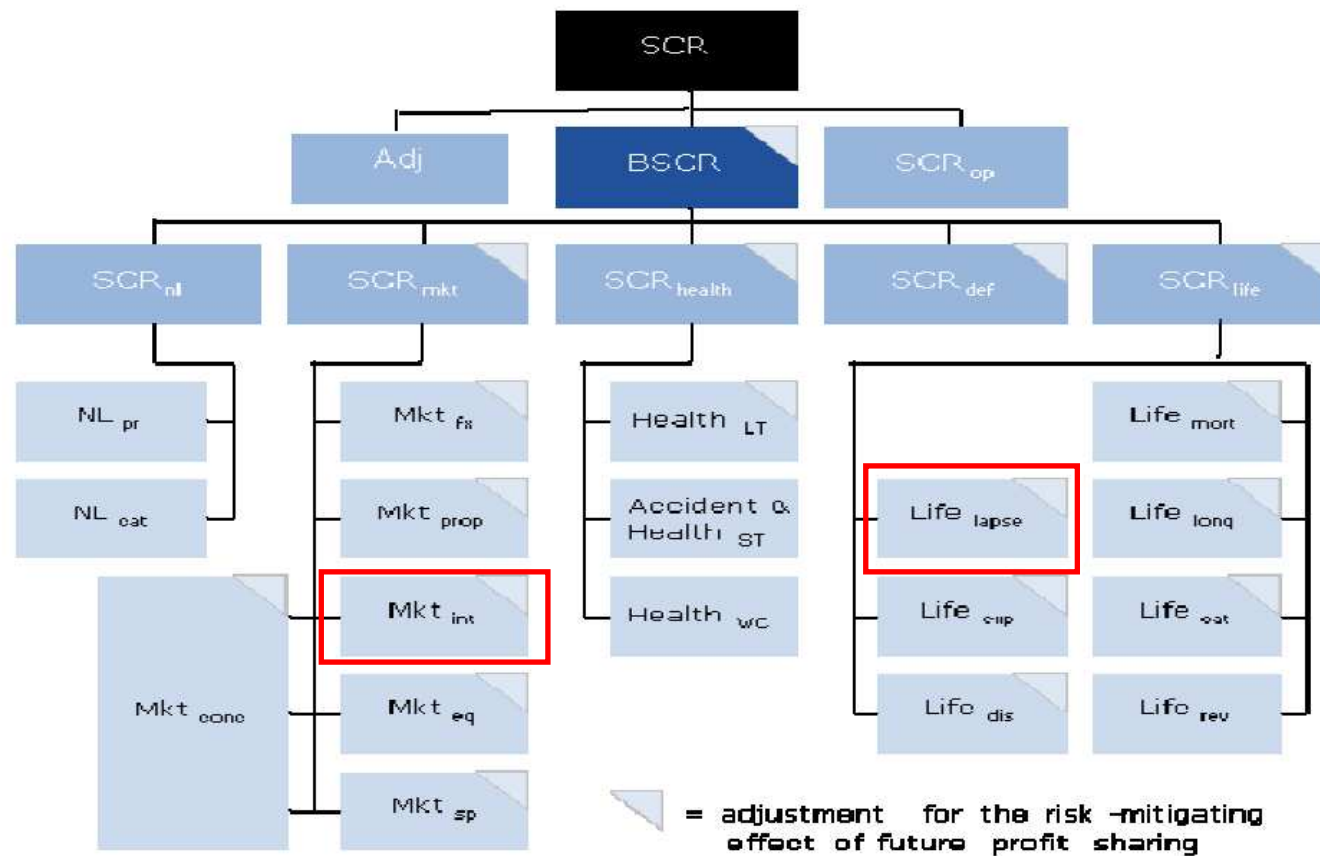 SCR
Adj
BSCR
SCR op
SCR nl
SCR mkt
SCR health
SCR def
SCR life
NL pr
Mkt fx
Health LT
Life mort
NL cat
Mkt prop
Accident &
Health ST
Life lapse
Life long
Mkt int
Health WC
Life exp
Life cat
Mkt conc
Mkt eq
Life dis
Life rev
Mkt sp
= adjustment for the risk -mitigating
effect of future profit sharing